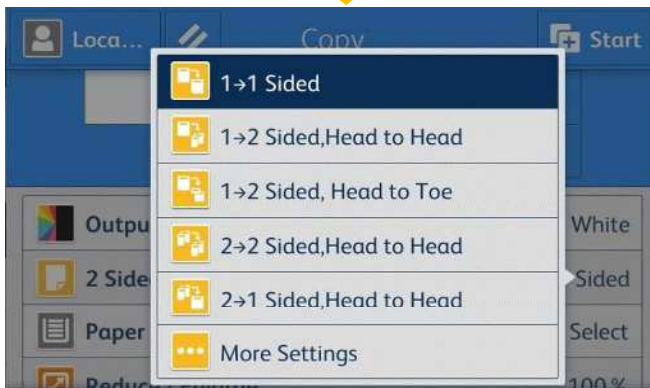 Loca... Copy Start
1→1 Sided
1→2 Sided,Head to Head
1→2 Sided, Head to Toe
Outpu White
2→2 Sided,Head to Head
2 Side Sided
2→1 Sided,Head to Head
Paper Select
More Settings
100%